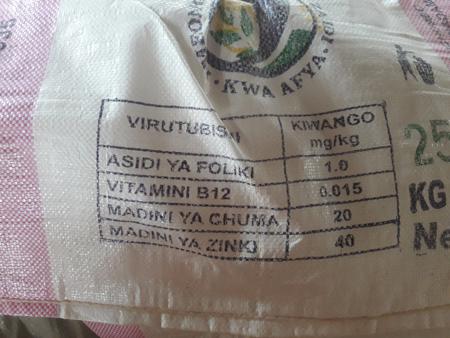 KWA AFYA
VIRUTUBISHI KIWANGO mg/kg
ASIDI YA FOLIKI 1.0
VITAMINI B12 0.015
MADINI YA CHUMA 20
MADINI YA ZINKI 40
25
KG
Ne